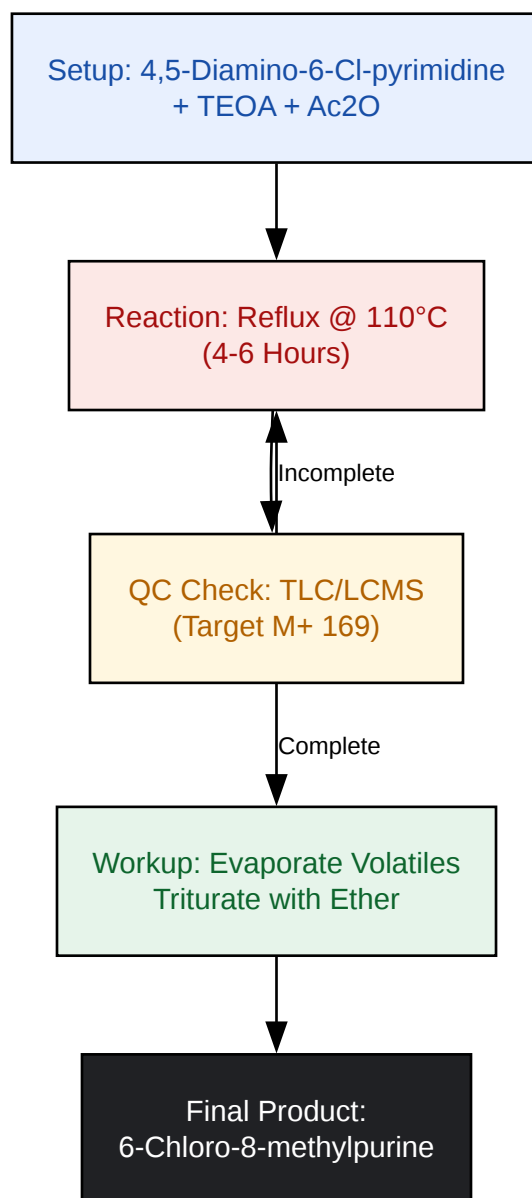 Setup: 4,5-Diamino-6-Cl-pyrimidine
+ TEOA + Ac2O
Reaction: Reflux @ 110°C
(4-6 Hours)
Incomplete
QC Check: TLC/LCMS
(Target M+ 169)
Complete
Workup: Evaporate Volatiles
Triturate with Ether
Final Product:
6-Chloro-8-methylpurine